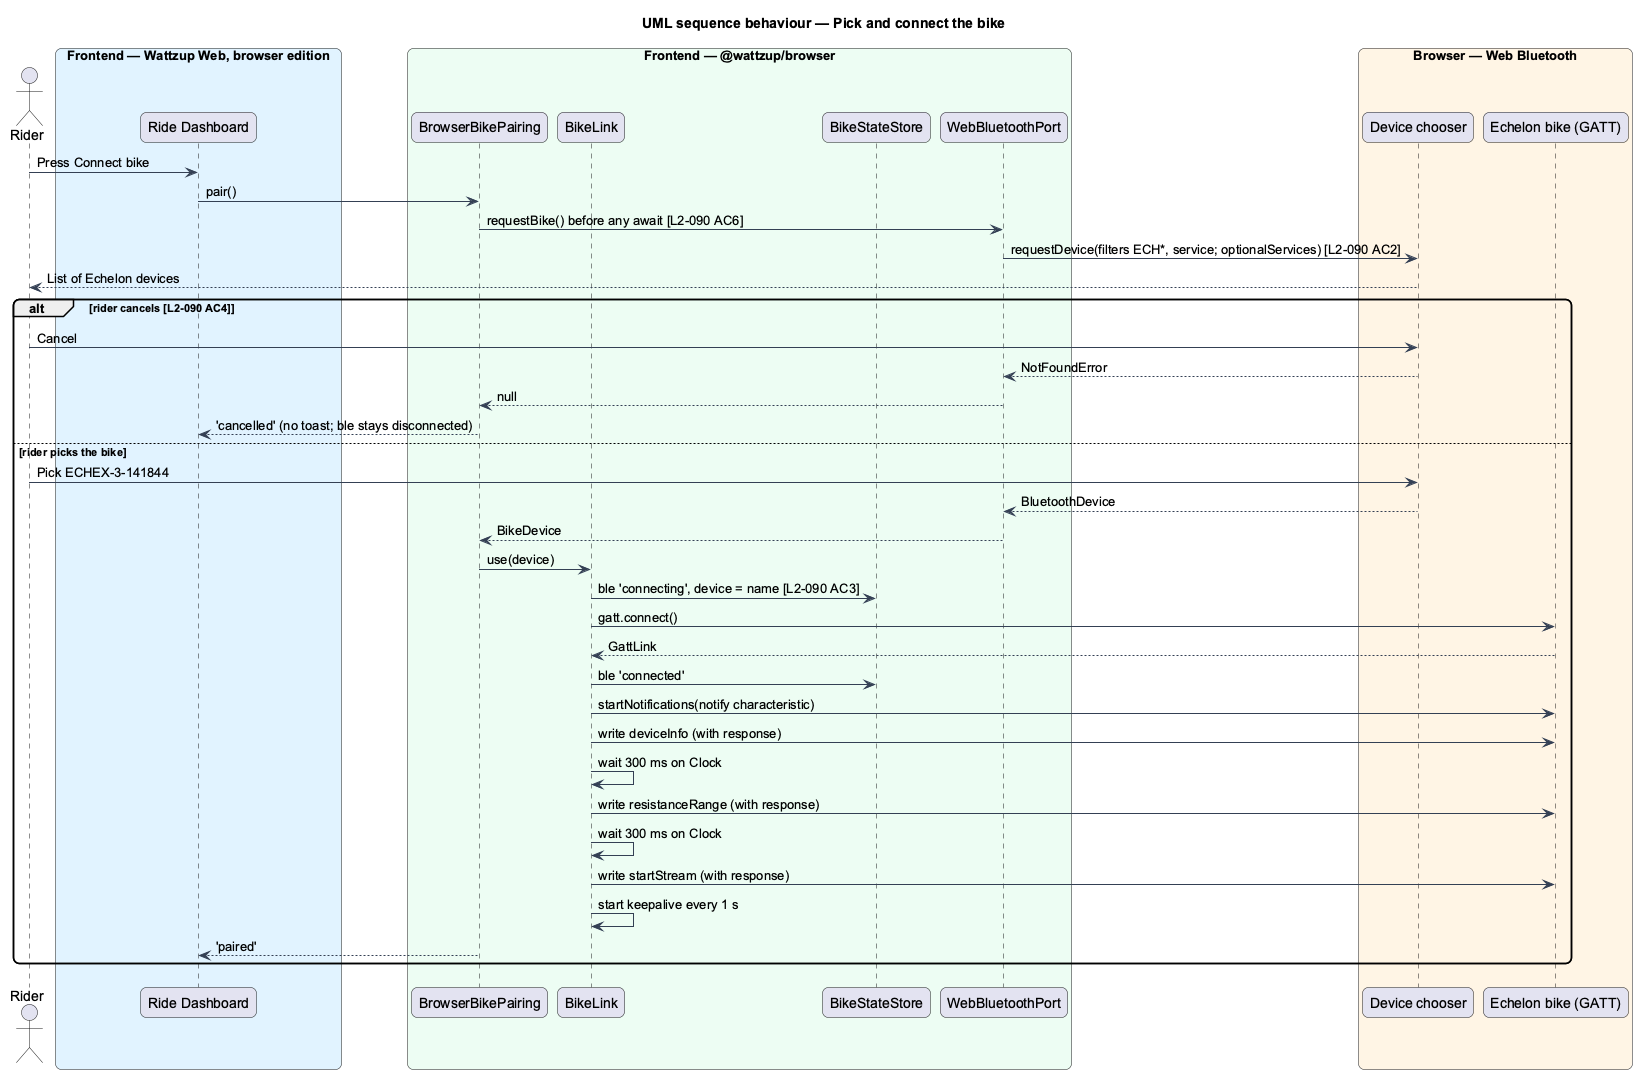 UML sequence behaviour — Pick and connect the bike
Frontend — Wattzup Web, browser edition
Frontend — @wattzup/browser
Browser — Web Bluetooth
Rider
Ride Dashboard
BrowserBikePairing
BikeLink
BikeStateStore
WebBluetoothPort
Device chooser
Echelon bike (GATT)
Press Connect bike
pair()
requestBike() before any await [L2-090 AC6]
requestDevice(filters ECH*, service; optionalServices) [L2-090 AC2]
List of Echelon devices
alt
[rider cancels [L2-090 AC4]]
Cancel
NotFoundError
null
'cancelled' (no toast; ble stays disconnected)
[rider picks the bike]
Pick ECHEX-3-141844
BluetoothDevice
BikeDevice
use(device)
ble 'connecting', device = name [L2-090 AC3]
gatt.connect()
GattLink
ble 'connected'
startNotifications(notify characteristic)
write deviceInfo (with response)
wait 300 ms on Clock
write resistanceRange (with response)
wait 300 ms on Clock
write startStream (with response)
start keepalive every 1 s
'paired'
Rider
Ride Dashboard
BrowserBikePairing
BikeLink
BikeStateStore
WebBluetoothPort
Device chooser
Echelon bike (GATT)